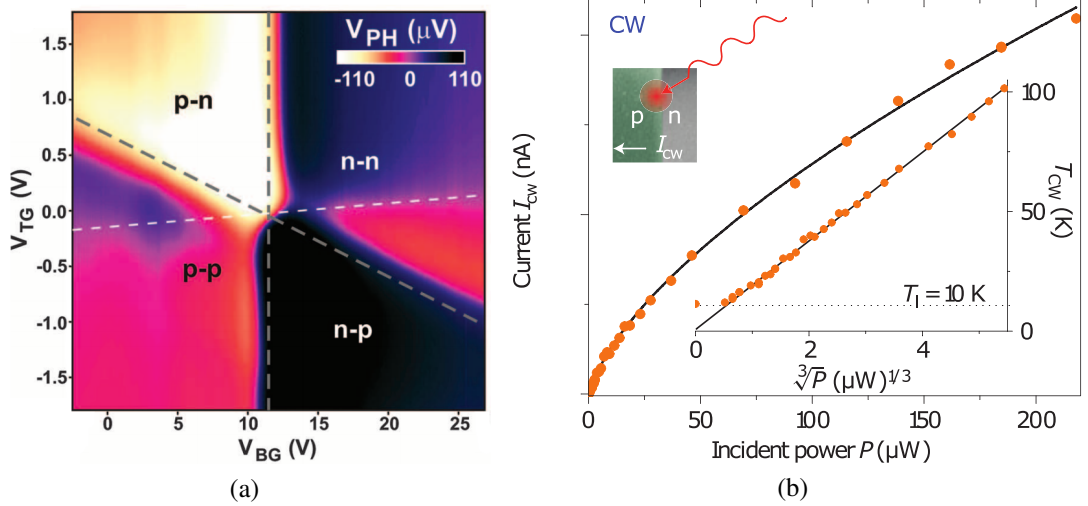 (a)
V_PH (μV)
-110 0 110
p-n
n-n
p-p
n-p
V_TG (V)
1.5
1.0
0.5
0.0
-0.5
-1.0
-1.5
0 5 10 15 20 25
V_BG (V)
(a)
b
CW
p n
I_CW
Current I_CW (nA)
T_CW (K)
100
50
0
T_l = 10 K
0 2 4
∛P (μW)^1/3
0 50 100 150 200
Incident power P (μW)
(b)